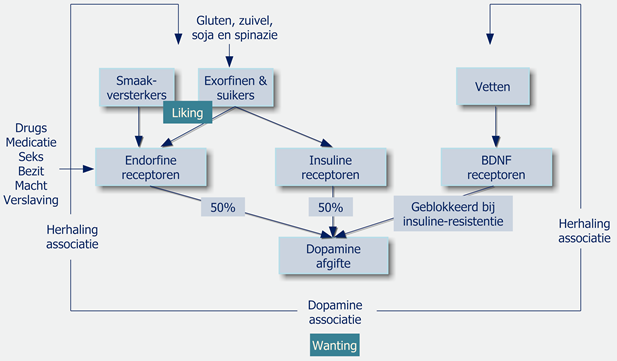 Gluten, zuivel,
soja en spinazie
Smaak-
versterkers
Exorfinen &
suikers
Vetten
Liking
Drugs
Medicatie
Seks
Bezit
Macht
Verslaving
Endorfine
receptoren
Insuline
receptoren
BDNF
receptoren
50%
50%
Geblokkeerd bij
insuline-resistentie
Herhaling
associatie
Herhaling
associatie
Dopamine
afgifte
Dopamine
associatie
Wanting